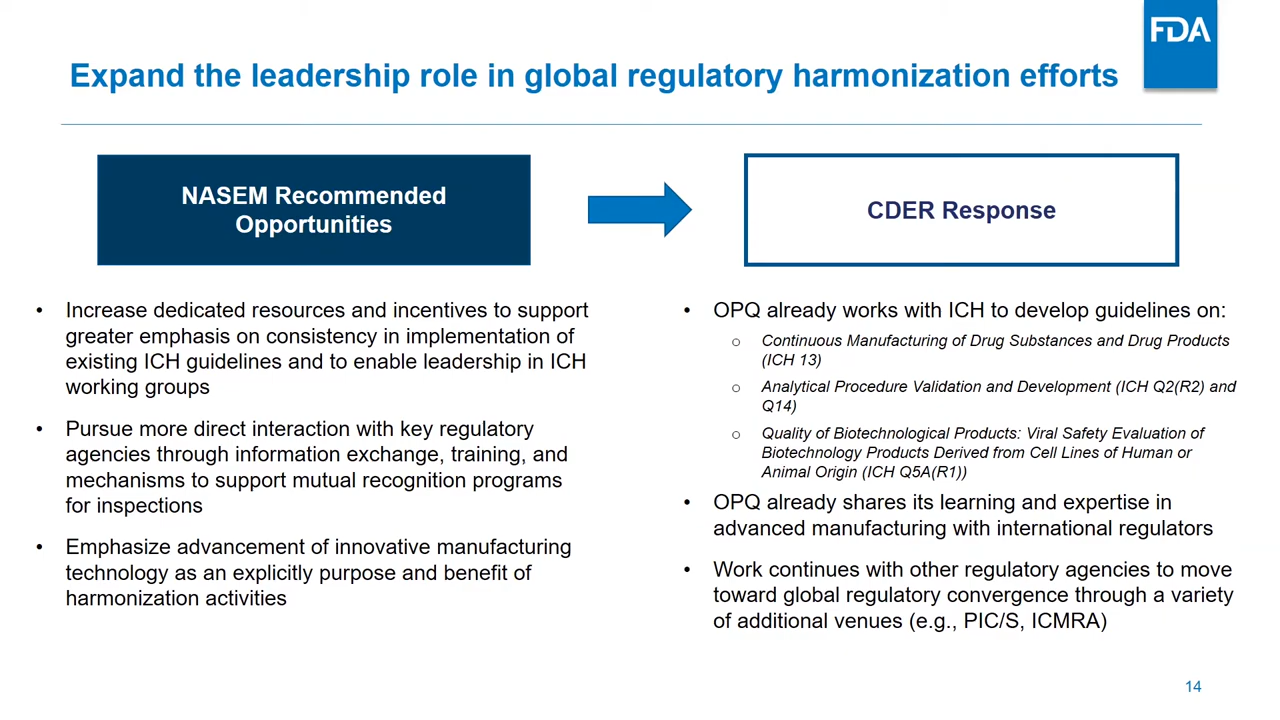 FDA
Expand the leadership role in global regulatory harmonization efforts
NASEM Recommended
Opportunities
CDER Response
• Increase dedicated resources and incentives to support
greater emphasis on consistency in implementation of
existing ICH guidelines and to enable leadership in ICH
working groups
• Pursue more direct interaction with key regulatory
agencies through information exchange, training, and
mechanisms to support mutual recognition programs
for inspections
• Emphasize advancement of innovative manufacturing
technology as an explicitly purpose and benefit of
harmonization activities
• OPQ already works with ICH to develop guidelines on:
o Continuous Manufacturing of Drug Substances and Drug Products
(ICH 13)
o Analytical Procedure Validation and Development (ICH Q2(R2) and
Q14)
o Quality of Biotechnological Products: Viral Safety Evaluation of
Biotechnology Products Derived from Cell Lines of Human or
Animal Origin (ICH Q5A(R1))
• OPQ already shares its learning and expertise in
advanced manufacturing with international regulators
• Work continues with other regulatory agencies to move
toward global regulatory convergence through a variety
of additional venues (e.g., PIC/S, ICMRA)
14